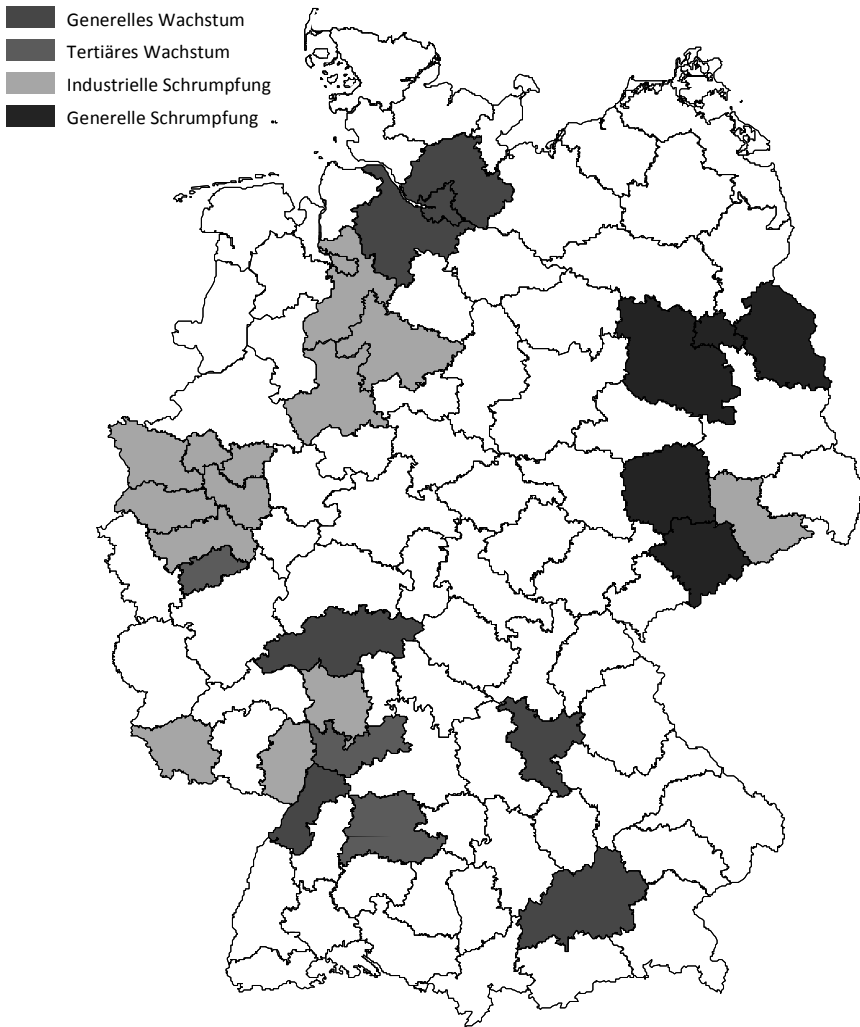 Generelles Wachstum
Tertiäres Wachstum
Industrielle Schrumpfung
Generelle Schrumpfung